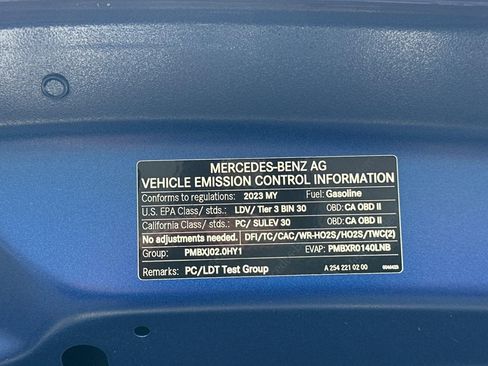 MERCEDES-BENZ AG
VEHICLE EMISSION CONTROL INFORMATION
Conforms to regulations: 2023 MY Fuel: Gasoline
U.S. EPA Class/ stds.: LDV/ Tier 3 BIN 30 OBD: CA OBD II
California Class/ stds.: PC/ SULEV 30 OBD: CA OBD II
No adjustments needed. DFI/TC/CAC/WR-HO2S/HO2S/TWC(2)
Group: PMBXJ02.0HY1 EVAP: PMBXR0140LNB
Remarks: PC/LDT Test Group A 254 221 02 00